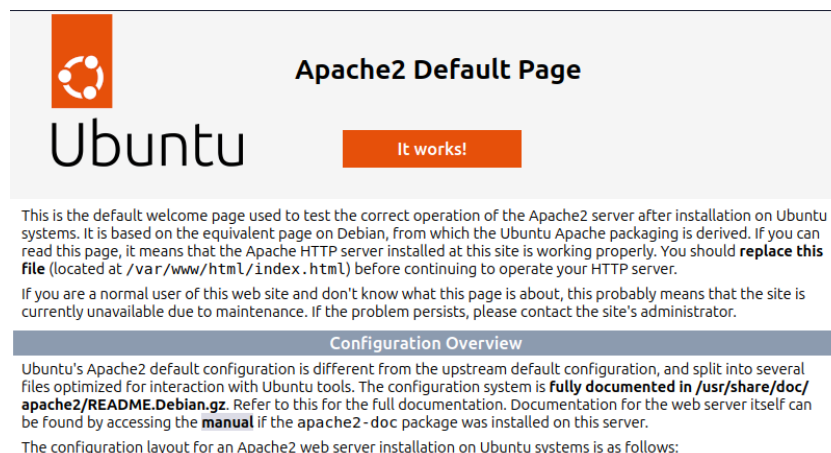 Apache2 Default Page
Ubuntu
It works!
This is the default welcome page used to test the correct operation of the Apache2 server after installation on Ubuntu
systems. It is based on the equivalent page on Debian, from which the Ubuntu Apache packaging is derived. If you can
read this page, it means that the Apache HTTP server installed at this site is working properly. You should replace this
file (located at /var/www/html/index.html) before continuing to operate your HTTP server.
If you are a normal user of this web site and don't know what this page is about, this probably means that the site is
currently unavailable due to maintenance. If the problem persists, please contact the site's administrator.
Configuration Overview
Ubuntu's Apache2 default configuration is different from the upstream default configuration, and split into several
files optimized for interaction with Ubuntu tools. The configuration system is fully documented in /usr/share/doc/
apache2/README.Debian.gz. Refer to this for the full documentation. Documentation for the web server itself can
be found by accessing the manual if the apache2-doc package was installed on this server.
The configuration layout for an Apache2 web server installation on Ubuntu systems is as follows: